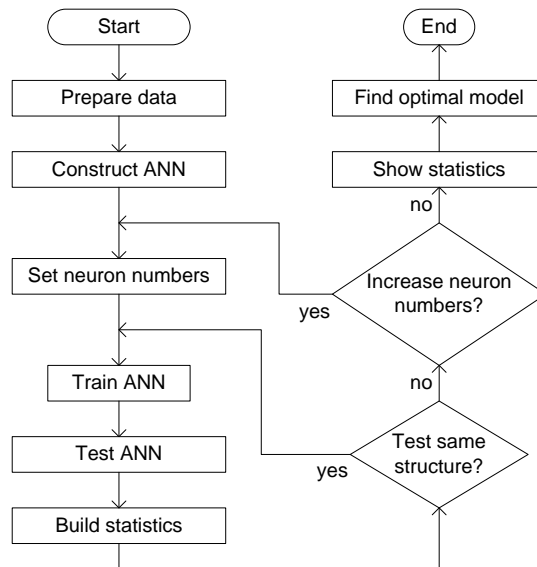 Start
Prepare data
Construct ANN
Set neuron numbers
Train ANN
Test ANN
Build statistics
Test same
structure?
yes
no
Increase neuron
numbers?
yes
no
Show statistics
Find optimal model
End